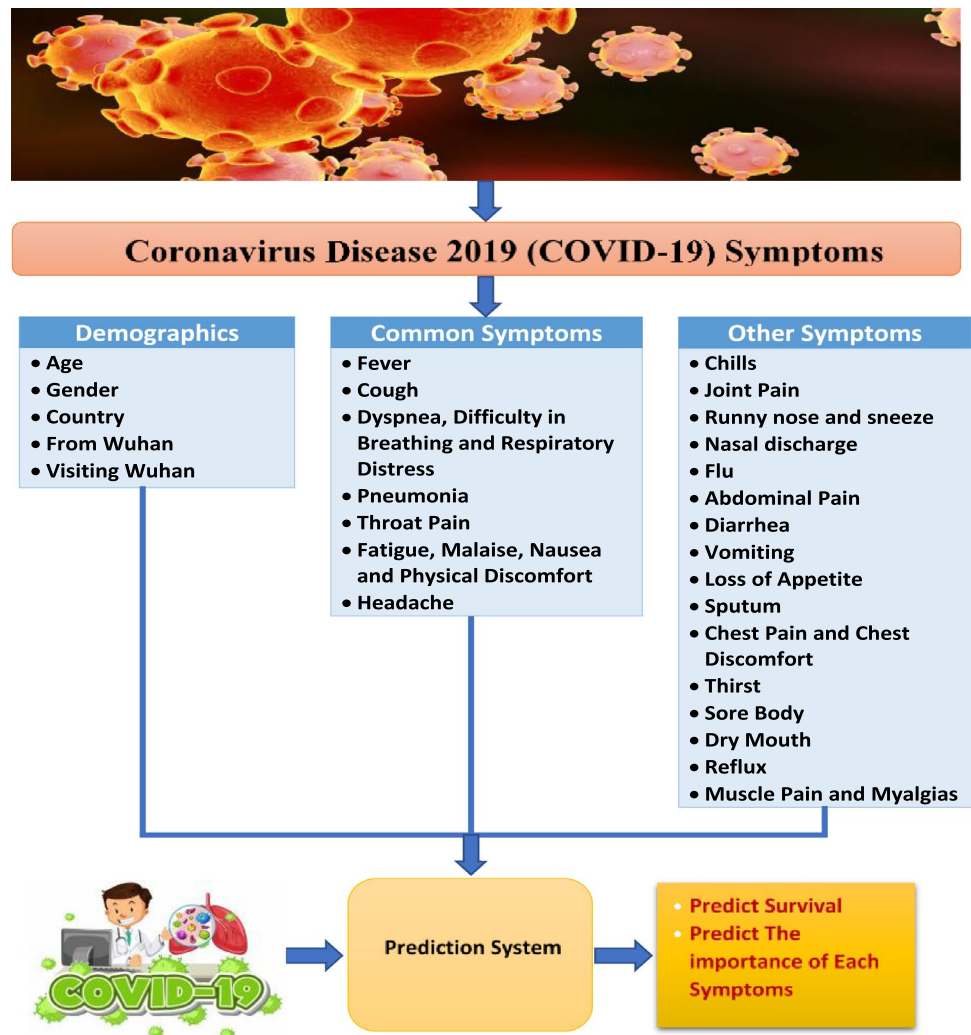 Coronavirus Disease 2019 (COVID-19) Symptoms
Demographics
• Age
• Gender
• Country
• From Wuhan
• Visiting Wuhan
Common Symptoms
• Fever
• Cough
• Dyspnea, Difficulty in
Breathing and Respiratory
Distress
• Pneumonia
• Throat Pain
• Fatigue, Malaise, Nausea
and Physical Discomfort
• Headache
Other Symptoms
• Chills
• Joint Pain
• Runny nose and sneeze
• Nasal discharge
• Flu
• Abdominal Pain
• Diarrhea
• Vomiting
• Loss of Appetite
• Sputum
• Chest Pain and Chest
Discomfort
• Thirst
• Sore Body
• Dry Mouth
• Reflux
• Muscle Pain and Myalgias
COVID-19
Prediction System
• Predict Survival
• Predict The
importance of Each
Symptoms